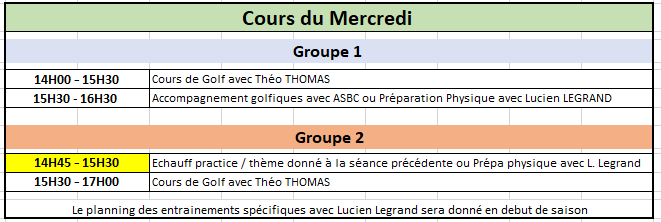 Cours du Mercredi
Groupe 1
14H00 - 15H30 Cours de Golf avec Théo THOMAS
15H30 - 16H30 Accompagnement golfiques avec ASBC ou Préparation Physique avec Lucien LEGRAND
Groupe 2
14H45 - 15H30 Echauff practice / thème donné à la séance précédente ou Prépa physique avec L. Legrand
15H30 - 17H00 Cours de Golf avec Théo THOMAS
Le planning des entrainements spécifiques avec Lucien Legrand sera donné en debut de saison